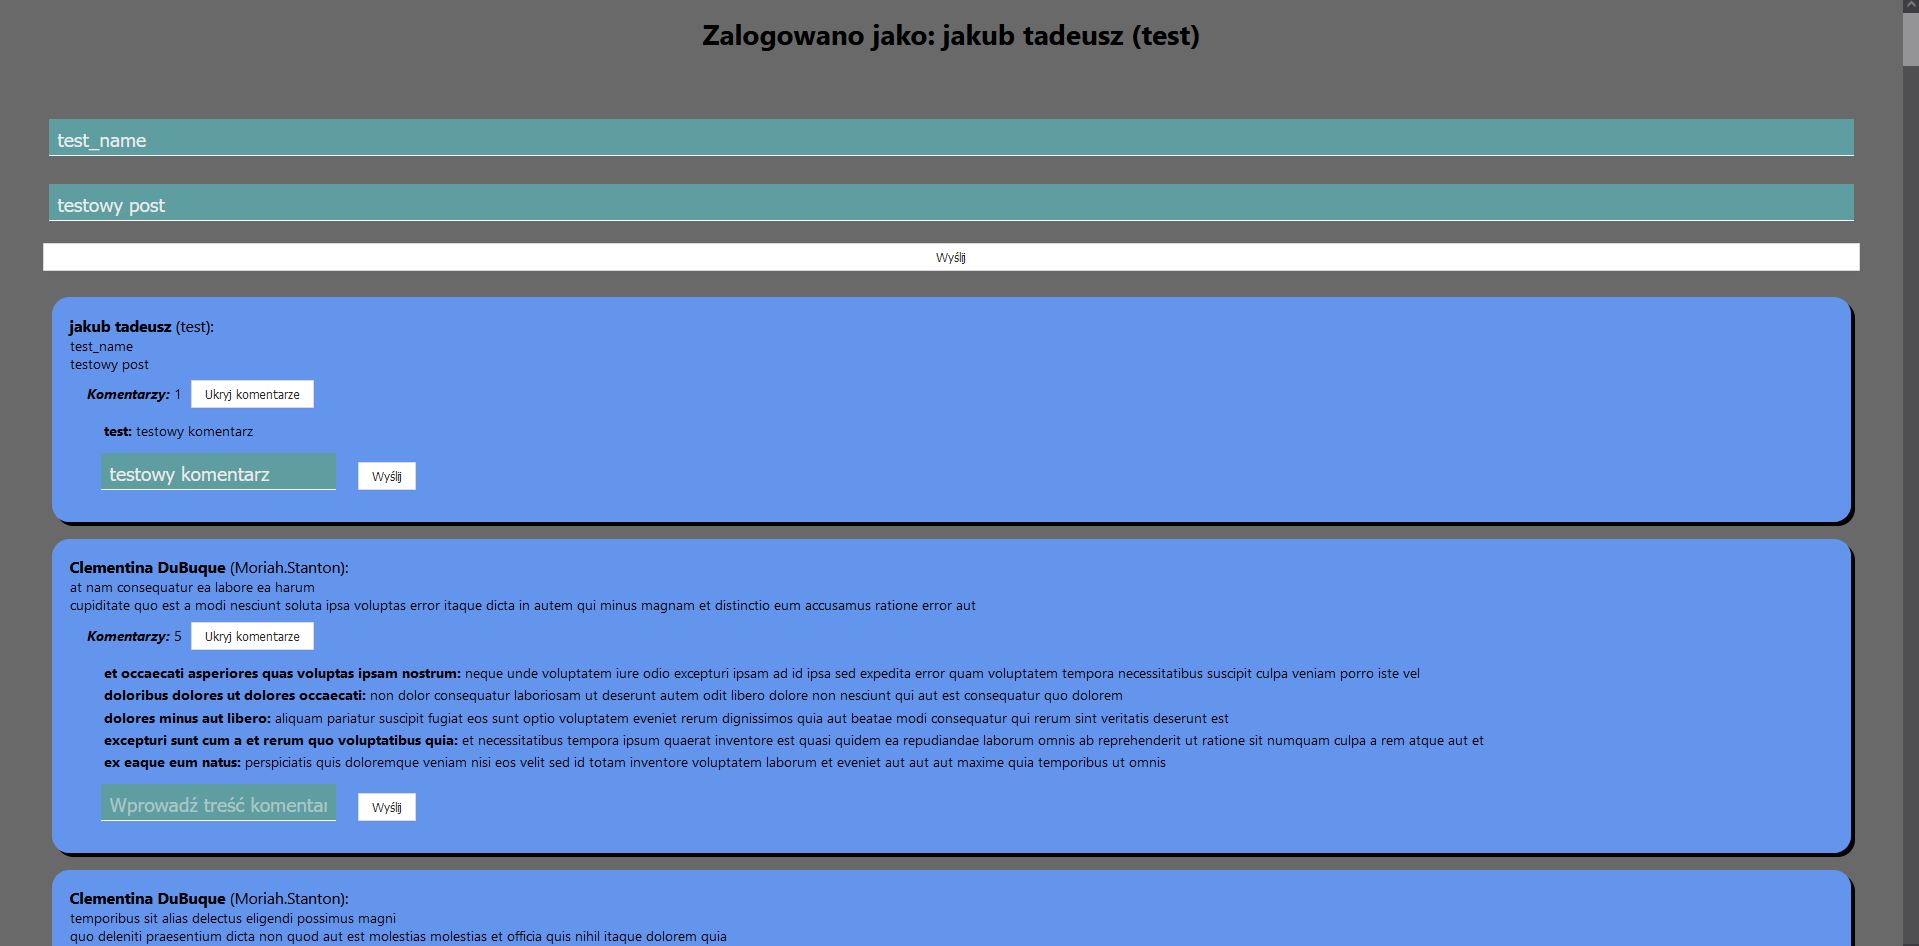 Zalogowano jako: jakub tadeusz (test)
test_name
testowy post
Wyślij
jakub tadeusz (test):
test_name
testowy post
Komentarzy: 1 Ukryj komentarze
test: testowy komentarz
testowy komentarz Wyślij
Clementina DuBuque (Moriah.Stanton):
at nam consequatur ea labore ea harum
cupiditate quo est a modi nesciunt soluta ipsa voluptas error itaque dicta in autem qui minus magnam et distinctio eum accusamus ratione error aut
Komentarzy: 5 Ukryj komentarze
et occaecati asperiores quas voluptas ipsam nostrum: neque unde voluptatem iure odio excepturi ipsam ad id ipsa sed expedita error quam voluptatem tempora necessitatibus suscipit culpa veniam porro iste vel
doloribus dolores ut dolores occaecati: non dolor consequatur laboriosam ut deserunt autem odit libero dolore non nesciunt qui aut est consequatur quo dolorem
dolores minus aut libero: aliquam pariatur suscipit fugiat eos sunt optio voluptatem eveniet rerum dignissimos quia aut beatae modi consequatur qui rerum sint veritatis deserunt est
excepturi sunt cum a et rerum quo voluptatibus quia: et necessitatibus tempora ipsum quaerat inventore est quasi quidem ea repudiandae laborum omnis ab reprehenderit ut ratione sit numquam culpa a rem atque aut et
ex eaque eum natus: perspiciatis quis doloremque veniam nisi eos velit sed id totam inventore voluptatem laborum et eveniet aut aut aut maxime quia temporibus ut omnis
Wprowadź treść komentar Wyślij
Clementina DuBuque (Moriah.Stanton):
temporibus sit alias delectus eligendi possimus magni
quo deleniti praesentium dicta non quod aut est molestias molestias et officia quis nihil itaque dolorem quia